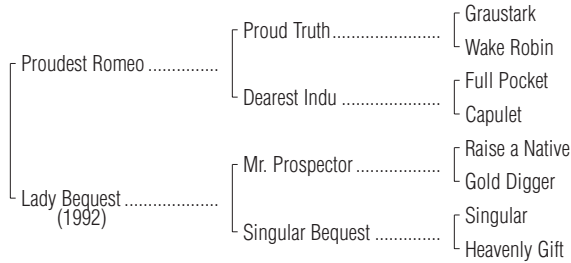 Graustark
Proud Truth........................
Wake Robin
Proudest Romeo ...............
Full Pocket
Dearest Indu .....................
Capulet
Raise a Native
Mr. Prospector ...................
Gold Digger
Lady Bequest ....................
(1992)
Singular
Singular Bequest ...............
Heavenly Gift